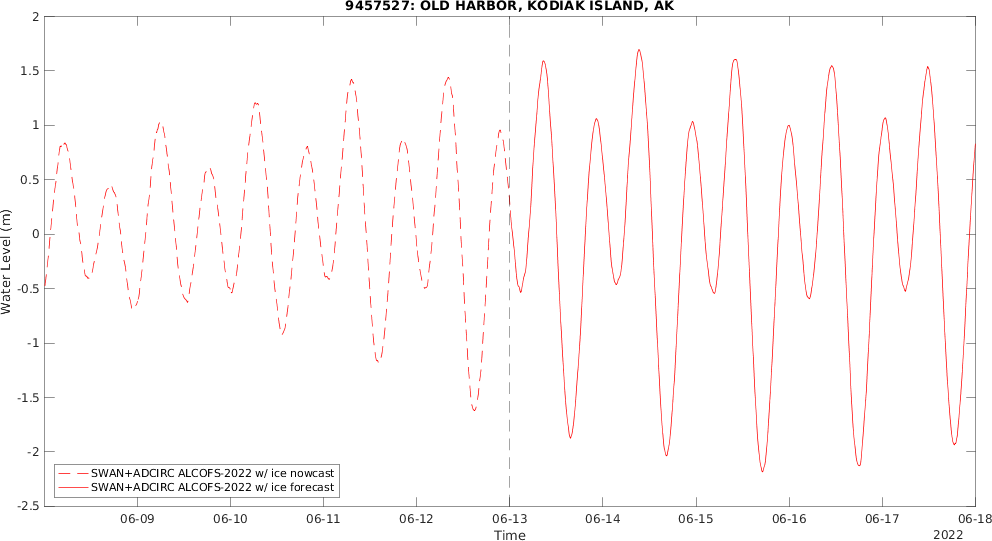 9457527: OLD HARBOR, KODIAK ISLAND, AK
2
1.5
1
0.5
0
-0.5
-1
-1.5
-2
-2.5
Water Level (m)
SWAN+ADCIRC ALCOFS-2022 w/ ice nowcast
SWAN+ADCIRC ALCOFS-2022 w/ ice forecast
06-09 06-10 06-11 06-12 06-13 06-14 06-15 06-16 06-17 06-18
Time
2022